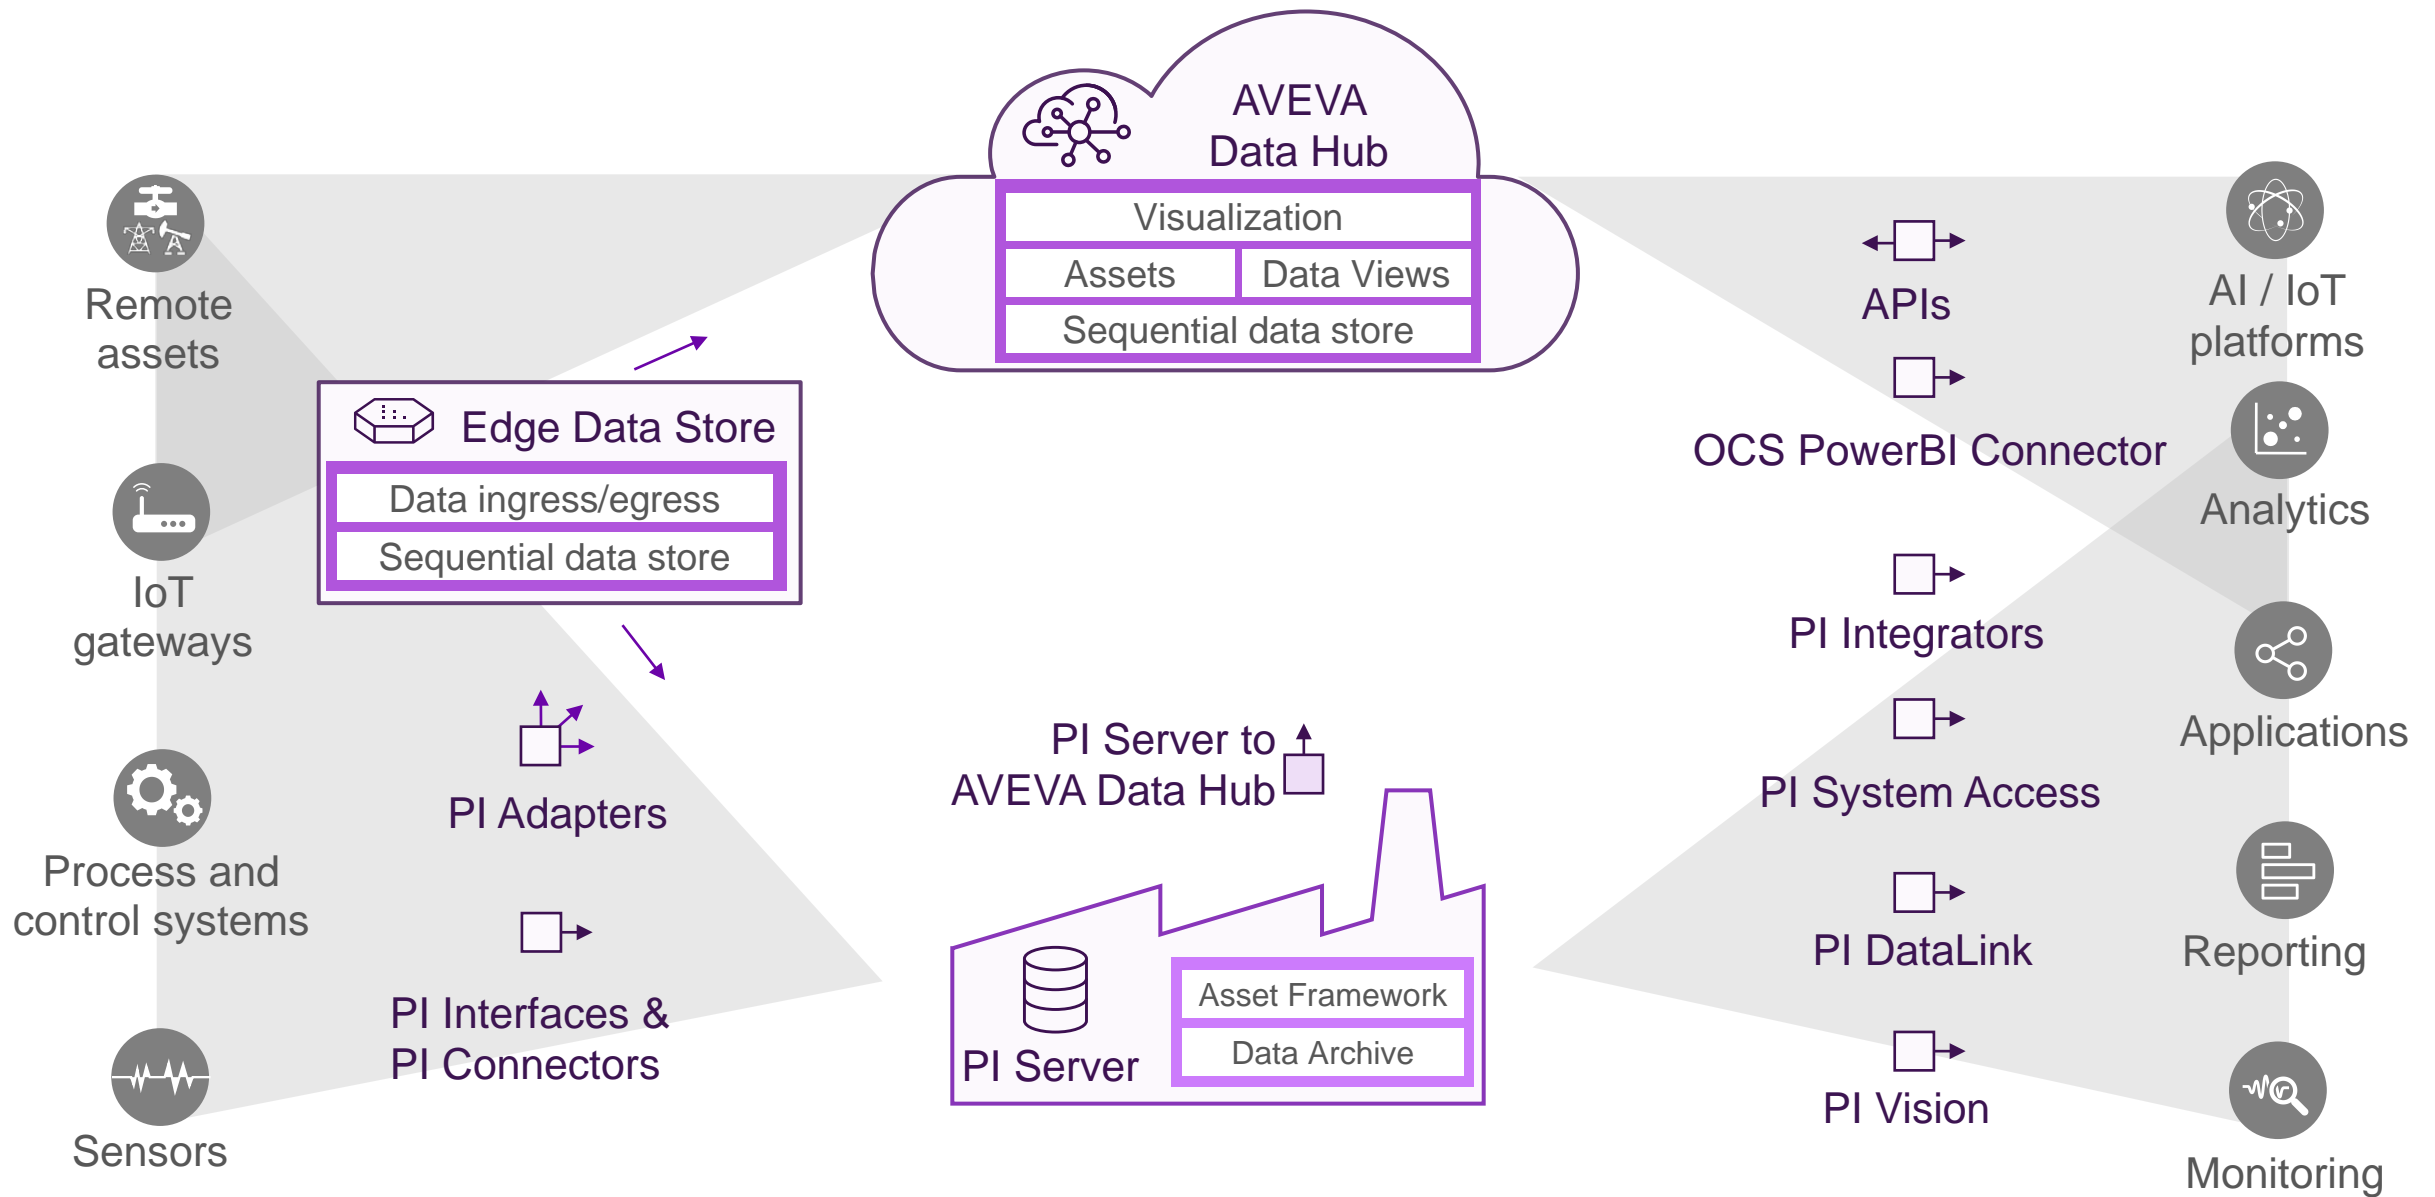 AVEVA
Data Hub
Visualization
Assets
Data Views
Sequential data store
Remote
assets
IoT
gateways
Process and
control systems
Sensors
Edge Data Store
Data ingress/egress
Sequential data store
PI Adapters
PI Interfaces &
PI Connectors
PI Server to
AVEVA Data Hub
PI Server
Asset Framework
Data Archive
APIs
OCS PowerBI Connector
PI Integrators
PI System Access
PI DataLink
PI Vision
AI / IoT
platforms
Analytics
Applications
Reporting
Monitoring